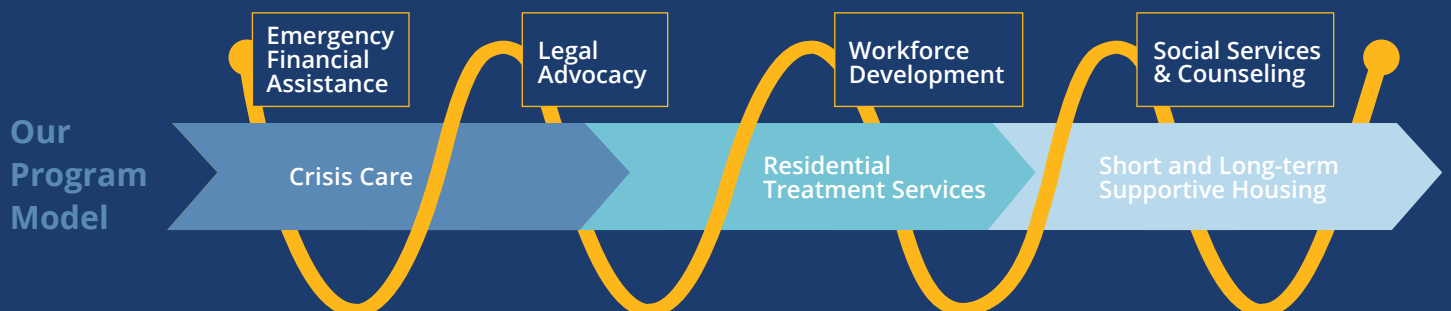 Our
Program
Model
Emergency
Financial
Assistance
Legal
Advocacy
Workforce
Development
Social Services
& Counseling
Crisis Care
Residential
Treatment Services
Short and Long-term
Supportive Housing